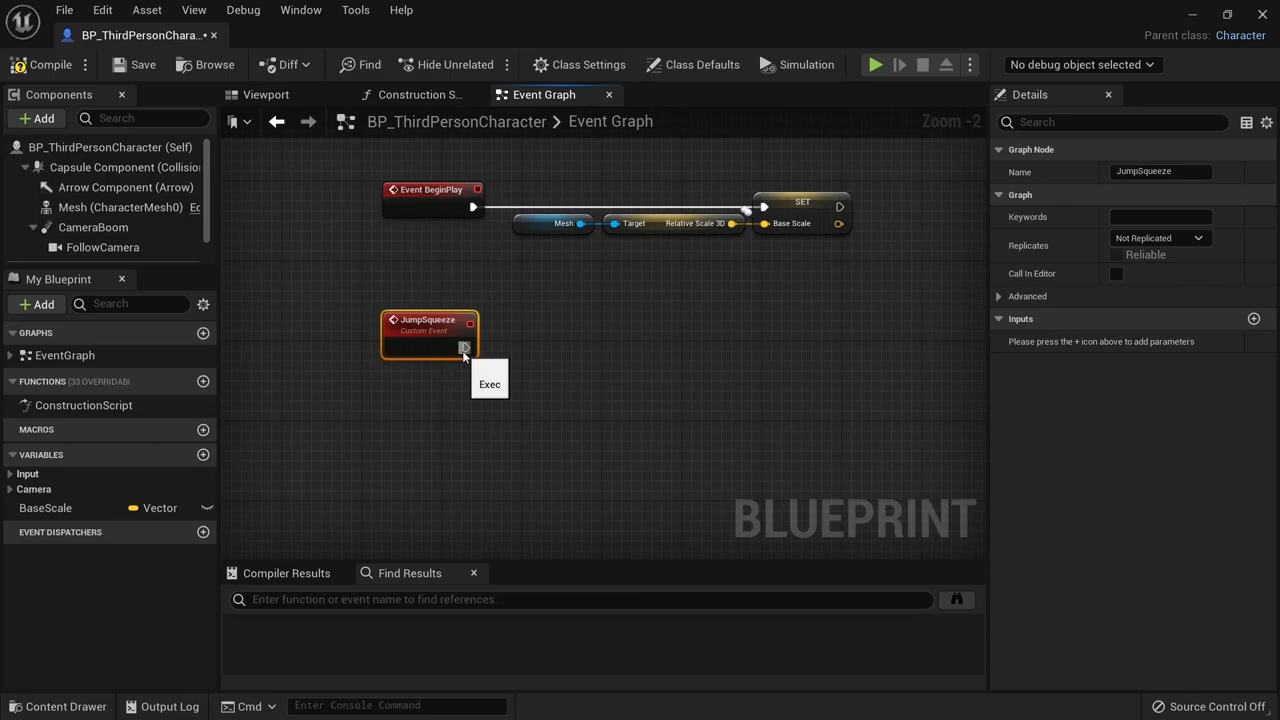 File Edit Asset View Debug Window Tools Help
BP_ThirdPersonChara...•
Parent class: Character
Compile Save Browse Diff Find Hide Unrelated Class Settings Class Defaults Simulation No debug object selected
Components Viewport Construction S... Event Graph Details
Add Search BP_ThirdPersonCharacter > Event Graph Zoom -2 Search
BP_ThirdPersonCharacter (Self)
Capsule Component (Collisio
Arrow Component (Arrow)
Mesh (CharacterMesh0) Ed
CameraBoom
FollowCamera
My Blueprint
Add Search
GRAPHS
EventGraph
FUNCTIONS (33 OVERRIDABI
ConstructionScript
MACROS
VARIABLES
Input
Camera
BaseScale Vector
EVENT DISPATCHERS
Event BeginPlay
SET
Mesh Target Relative Scale 3D Base Scale
JumpSqueeze
Custom Event
Exec
BLUEPRINT
Graph Node
Name JumpSqueeze
Graph
Keywords
Replicates Not Replicated
Reliable
Call In Editor
Advanced
Inputs
Please press the + icon above to add parameters
Compiler Results Find Results
Enter function or event name to find references...
Content Drawer Output Log Cmd Enter Console Command Source Control Off